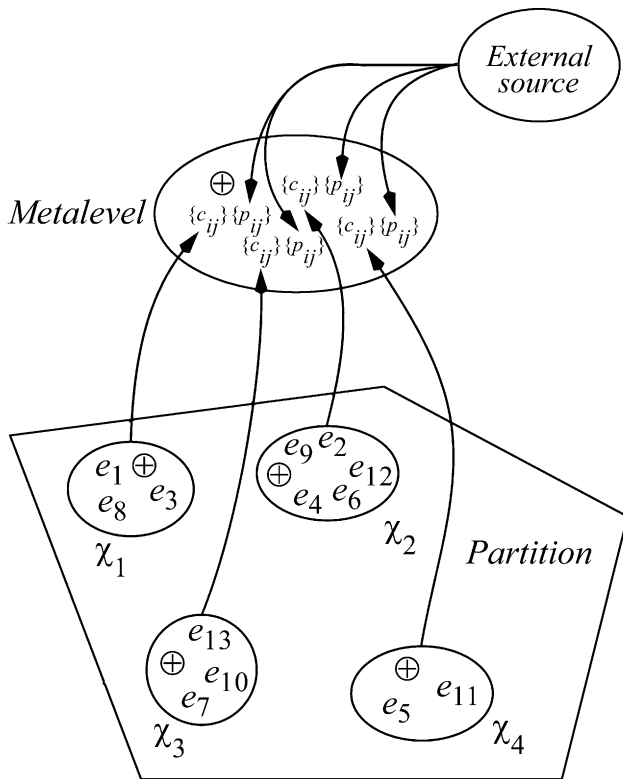 External
source
⊕
{c_ij}{p_ij}
Metalevel
{c_ij}{p_ij}
{c_ij}{p_ij}
{c_ij}{p_ij}
e_9 e_2
e_1 ⊕
⊕ e_12
e_8 e_3
e_4 e_6
χ_1
χ_2
Partition
e_13
⊕ e_10
e_7
χ_3
⊕
e_5 e_11
χ_4